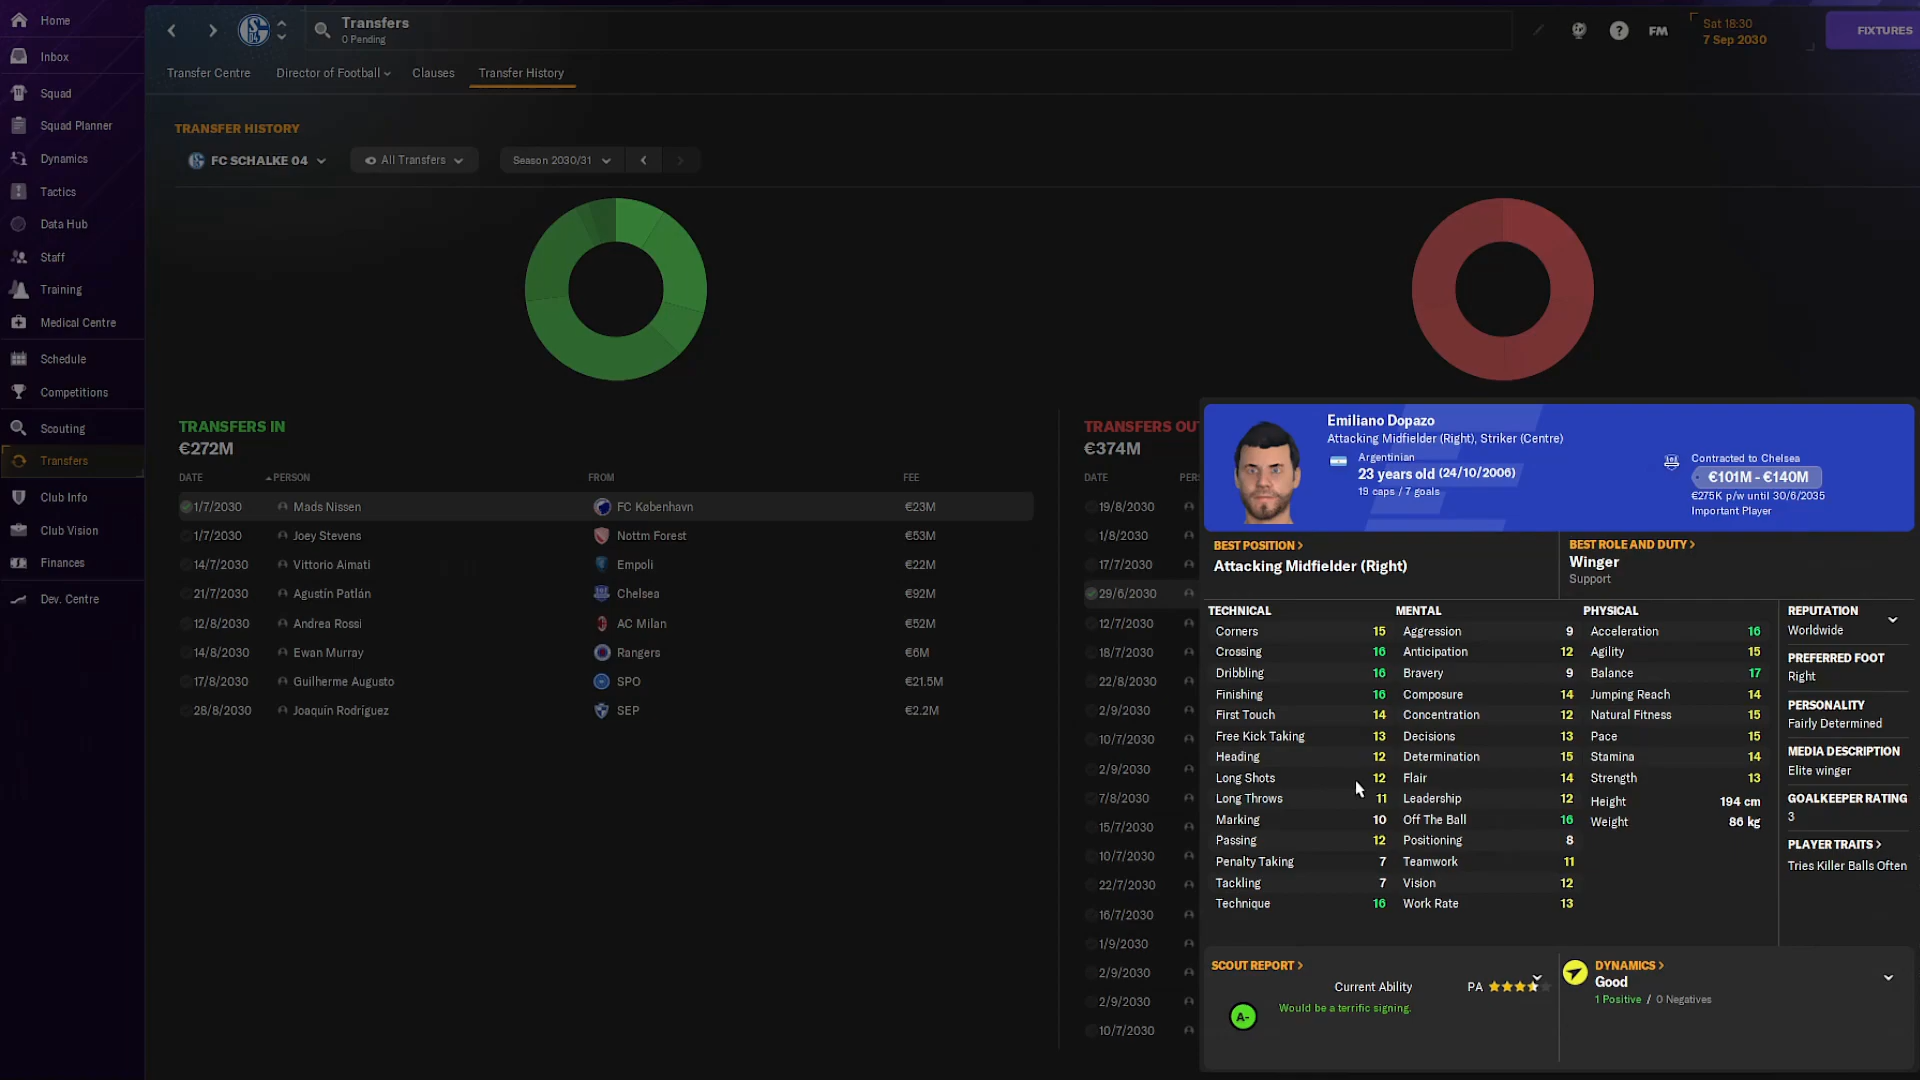 Home
Inbox
Squad
Squad Planner
Dynamics
Tactics
Data Hub
Staff
Training
Medical Centre
Schedule
Competitions
Scouting
Transfers
Club Info
Club Vision
Finances
Dev. Centre
Transfers
0 Pending
FM
Sat 18:30
7 Sep 2030
FIXTURES
Transfer Centre
Director of Football
Clauses
Transfer History
TRANSFER HISTORY
FC SCHALKE 04
All Transfers
Season 2030/31
TRANSFERS IN
€272M
DATE PERSON FROM FEE
1/7/2030 Mads Nissen FC København €23M
1/7/2030 Joey Stevens Nottm Forest €53M
14/7/2030 Vittorio Aimati Empoli €22M
21/7/2030 Agustín Patlán Chelsea €92M
12/8/2030 Andrea Rossi AC Milan €52M
14/8/2030 Ewan Murray Rangers €6M
17/8/2030 Guilherme Augusto SPO €21.5M
28/8/2030 Joaquín Rodríguez SEP €2.2M
TRANSFERS OU
€374M
DATE PER
19/8/2030
1/8/2030
17/7/2030
29/6/2030
12/7/2030
18/7/2030
22/8/2030
2/9/2030
10/7/2030
2/9/2030
7/8/2030
15/7/2030
10/7/2030
22/7/2030
16/7/2030
1/9/2030
2/9/2030
2/9/2030
10/7/2030
Emiliano Dopazo
Attacking Midfielder (Right), Striker (Centre)
Argentinian
23 years old (24/10/2006)
19 caps / 7 goals
Contracted to Chelsea
€101M - €140M
€275K p/w until 30/6/2035
Important Player
BEST POSITION >
Attacking Midfielder (Right)
BEST ROLE AND DUTY >
Winger
Support
TECHNICAL MENTAL PHYSICAL
Corners 15 Aggression 9 Acceleration 16
Crossing 16 Anticipation 12 Agility 15
Dribbling 16 Bravery 9 Balance 17
Finishing 16 Composure 14 Jumping Reach 14
First Touch 14 Concentration 12 Natural Fitness 15
Free Kick Taking 13 Decisions 13 Pace 15
Heading 12 Determination 15 Stamina 14
Long Shots 12 Flair 14 Strength 13
Long Throws 11 Leadership 12 Height 194 cm
Marking 10 Off The Ball 16 Weight 86 kg
Passing 12 Positioning 8
Penalty Taking 7 Teamwork 11
Tackling 7 Vision 12
Technique 16 Work Rate 13
REPUTATION
Worldwide
PREFERRED FOOT
Right
PERSONALITY
Fairly Determined
MEDIA DESCRIPTION
Elite winger
GOALKEEPER RATING
3
PLAYER TRAITS >
Tries Killer Balls Often
SCOUT REPORT >
Current Ability PA
A- Would be a terrific signing.
DYNAMICS >
Good
1 Positive / 0 Negatives